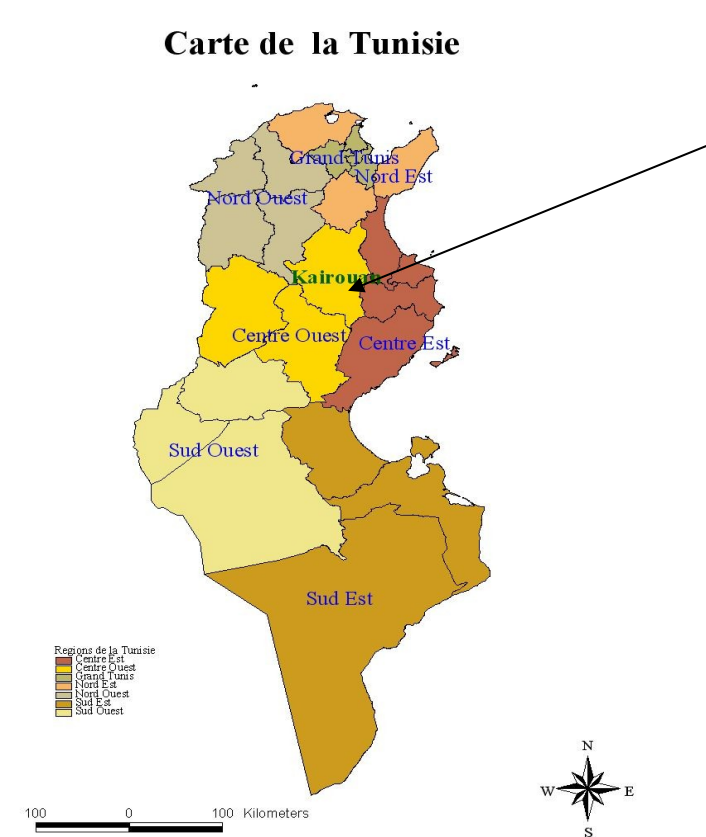 Carte de la Tunisie
Grand Tunis
Nord Est
Nord Ouest
Kairouan
Centre Ouest
Centre Est
Sud Ouest
Sud Est
Regions de la Tunisie
Centre Est
Centre Ouest
Grand Tunis
Nord Est
Nord Ouest
Sud Est
Sud Ouest
N
W E
S
100 0 100 Kilometers